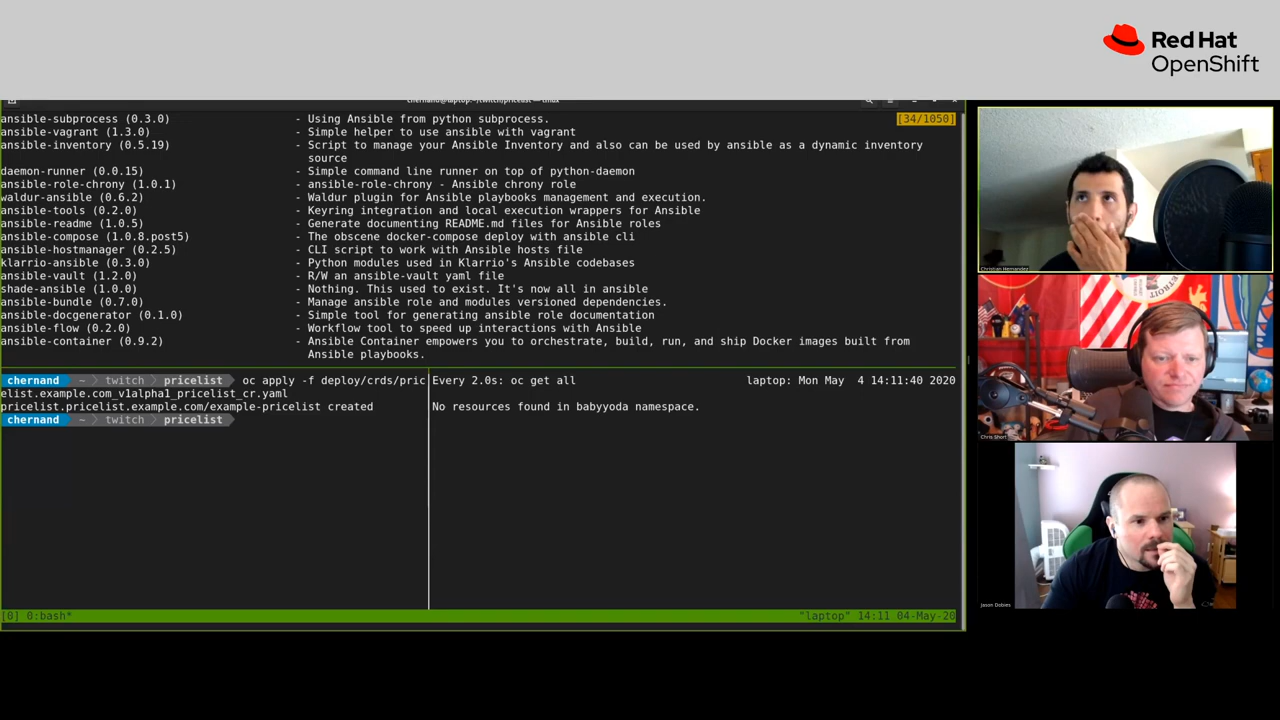 Red Hat
OpenShift
chernand@laptop:~/twitch/pricelist — tmux
ansible-subprocess (0.3.0) - Using Ansible from python subprocess. [34/1050]
ansible-vagrant (1.3.0) - Simple helper to use ansible with vagrant
ansible-inventory (0.5.19) - Script to manage your Ansible Inventory and also can be used by ansible as a dynamic inventory
source
daemon-runner (0.0.15) - Simple command line runner on top of python-daemon
ansible-role-chrony (1.0.1) - ansible-role-chrony - Ansible chrony role
waldur-ansible (0.6.2) - Waldur plugin for Ansible playbooks management and execution.
ansible-tools (0.2.0) - Keyring integration and local execution wrappers for Ansible
ansible-readme (1.0.5) - Generate documenting README.md files for Ansible roles
ansible-compose (1.0.8.post5) - The obscene docker-compose deploy with ansible cli
ansible-hostmanager (0.2.5) - CLI script to work with Ansible hosts file
klarrio-ansible (0.3.0) - Python modules used in Klarrio's Ansible codebases
ansible-vault (1.2.0) - R/W an ansible-vault yaml file
shade-ansible (1.0.0) - Nothing. This used to exist. It's now all in ansible
ansible-bundle (0.7.0) - Manage ansible role and modules versioned dependencies.
ansible-docgenerator (0.1.0) - Simple tool for generating ansible role documentation
ansible-flow (0.2.0) - Workflow tool to speed up interactions with Ansible
ansible-container (0.9.2) - Ansible Container empowers you to orchestrate, build, run, and ship Docker images built from
Ansible playbooks.
chernand ~ twitch pricelist oc apply -f deploy/crds/pric
elist.example.com_v1alpha1_pricelist_cr.yaml
pricelist.pricelist.example.com/example-pricelist created
chernand ~ twitch pricelist
Every 2.0s: oc get all laptop: Mon May 4 14:11:40 2020
No resources found in babyyoda namespace.
[0] 0:bash* "laptop" 14:11 04-May-20
Christian Hernandez
Chris Short
Jason Dobies